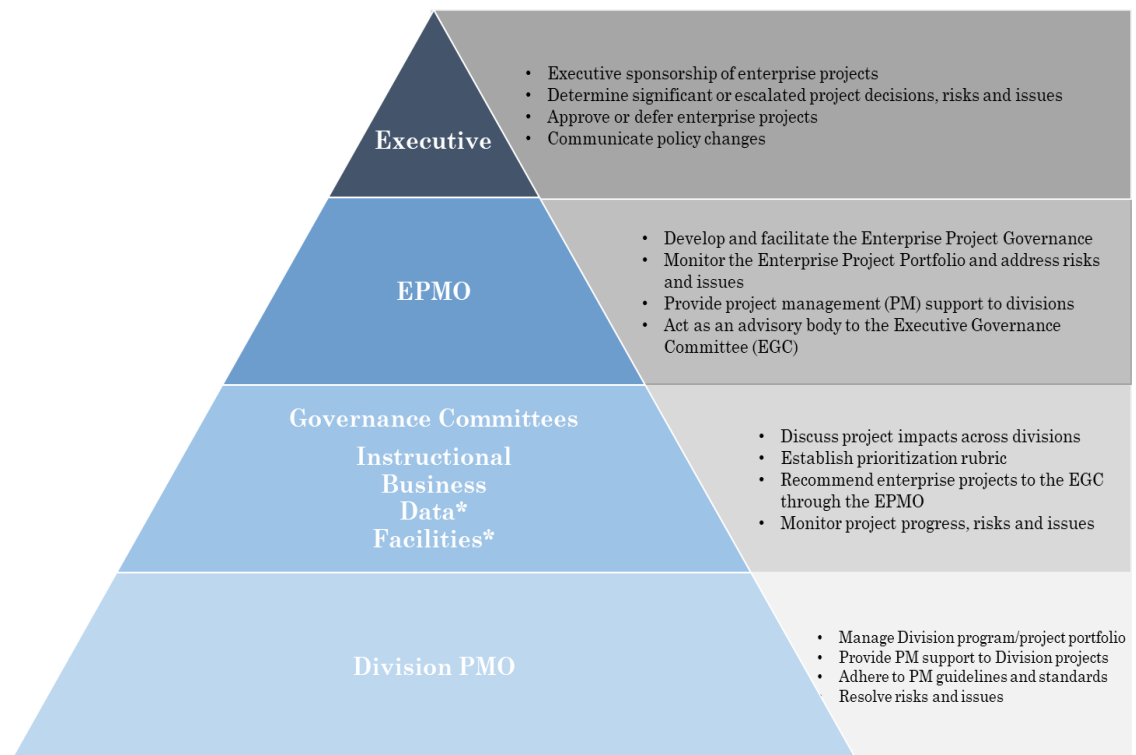 Executive
• Executive sponsorship of enterprise projects
• Determine significant or escalated project decisions, risks and issues
• Approve or defer enterprise projects
• Communicate policy changes
EPMO
• Develop and facilitate the Enterprise Project Governance
• Monitor the Enterprise Project Portfolio and address risks
and issues
• Provide project management (PM) support to divisions
• Act as an advisory body to the Executive Governance
Committee (EGC)
Governance Committees
Instructional
Business
Data*
Facilities*
• Discuss project impacts across divisions
• Establish prioritization rubric
• Recommend enterprise projects to the EGC
through the EPMO
• Monitor project progress, risks and issues
Division PMO
• Manage Division program/project portfolio
• Provide PM support to Division projects
• Adhere to PM guidelines and standards
• Resolve risks and issues